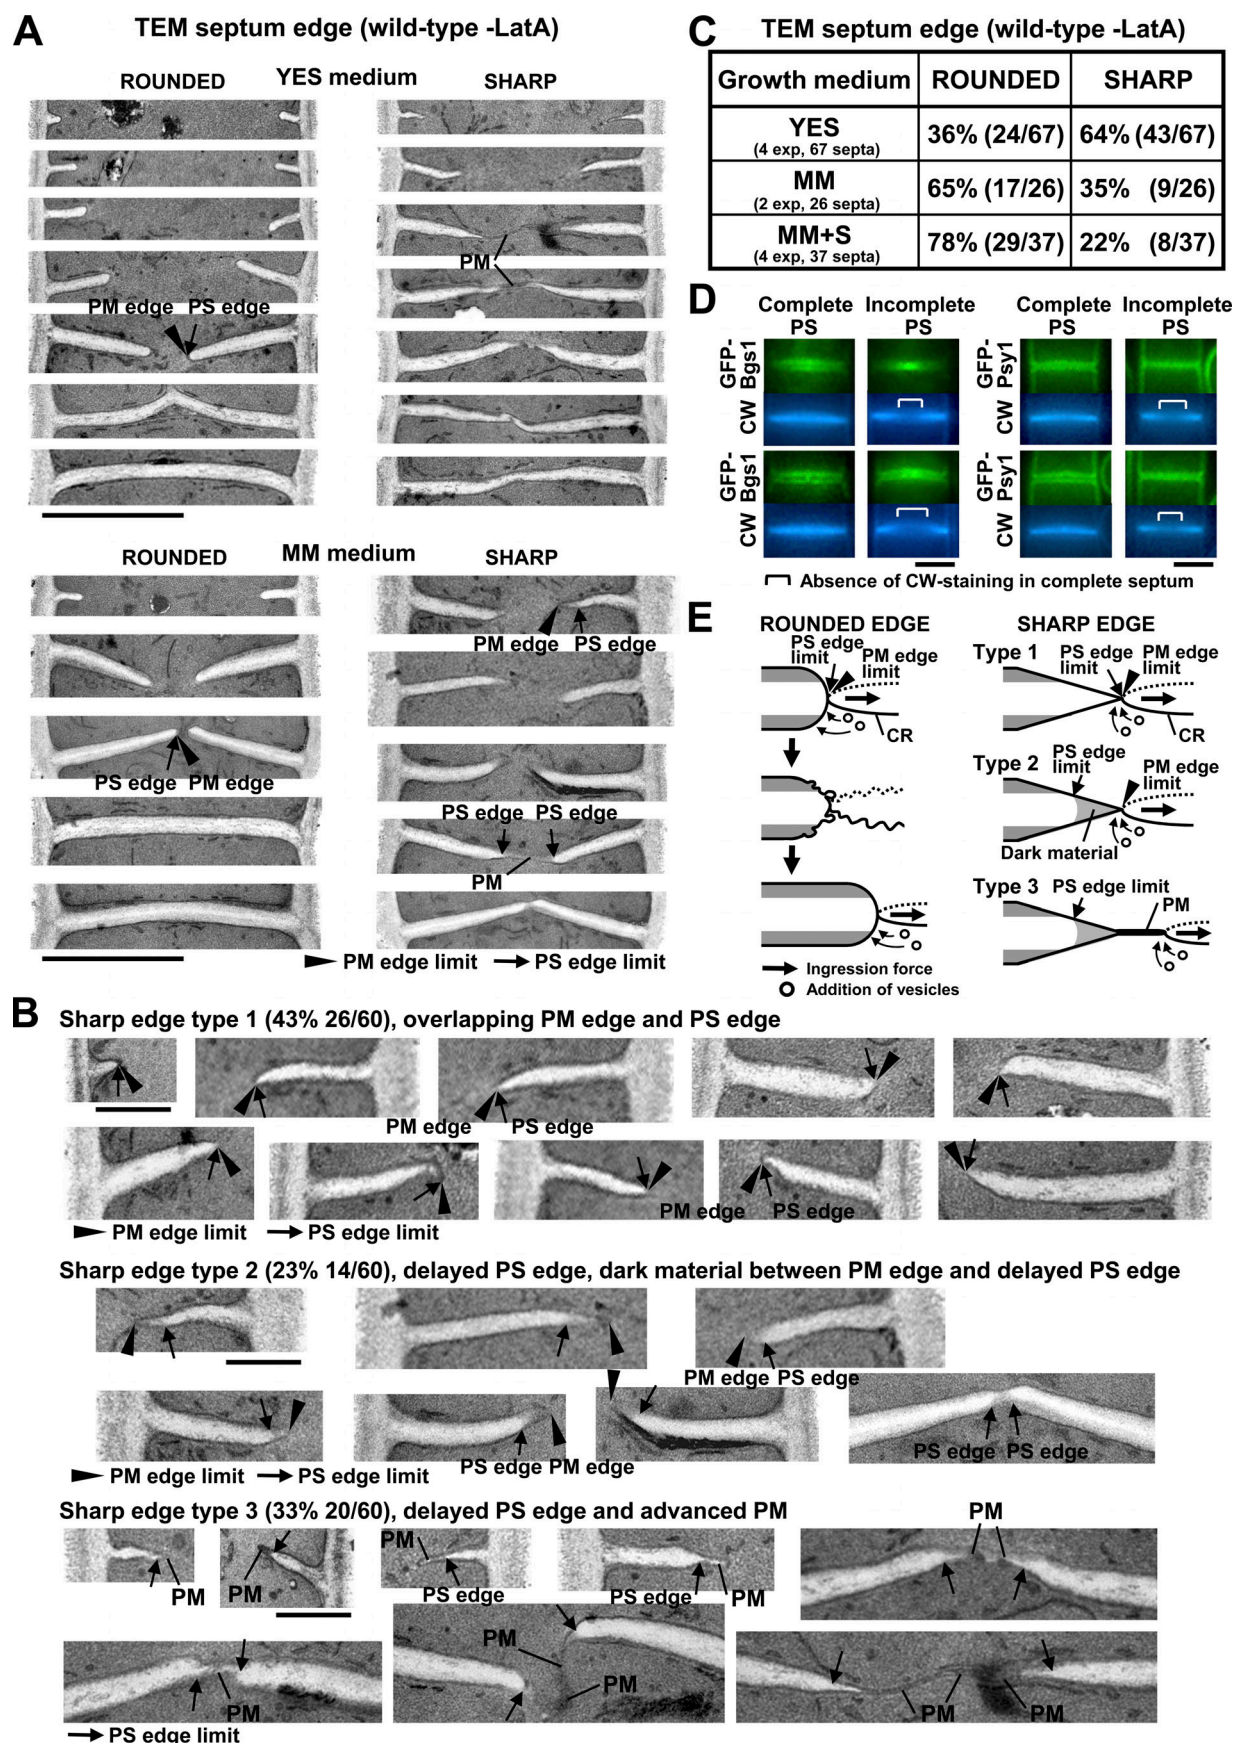 A
TEM septum edge (wild-type -LatA)
ROUNDED
YES medium
SHARP
PM
PM edge
PS edge
ROUNDED
MM medium
SHARP
PM edge
PS edge
PS edge
PM edge
PS edge
PS edge
PM
PM edge limit
PS edge limit
C
TEM septum edge (wild-type -LatA)
Growth medium ROUNDED SHARP
YES 36% (24/67) 64% (43/67)
(4 exp, 67 septa)
MM 65% (17/26) 35% (9/26)
(2 exp, 26 septa)
MM+S 78% (29/37) 22% (8/37)
(4 exp, 37 septa)
D
Complete PS
Incomplete PS
Complete PS
Incomplete PS
GFP-Bgs1
CW
GFP-Psy1
CW
GFP-Bgs1
CW
GFP-Psy1
CW
Absence of CW-staining in complete septum
E
ROUNDED EDGE
PS edge limit
PM edge limit
CR
Ingression force
Addition of vesicles
SHARP EDGE
Type 1
PS edge limit
PM edge limit
CR
Type 2
PS edge limit
PM edge limit
Dark material
Type 3
PS edge limit
PM
B
Sharp edge type 1 (43% 26/60), overlapping PM edge and PS edge
PM edge
PS edge
PM edge
PS edge
PM edge limit
PS edge limit
Sharp edge type 2 (23% 14/60), delayed PS edge, dark material between PM edge and delayed PS edge
PM edge
PS edge
PS edge
PM edge
PS edge
PS edge
PM edge limit
PS edge limit
Sharp edge type 3 (33% 20/60), delayed PS edge and advanced PM
PM
PM
PM
PS edge
PS edge
PM
PM
PM
PM
PM
PM
PM
PS edge limit